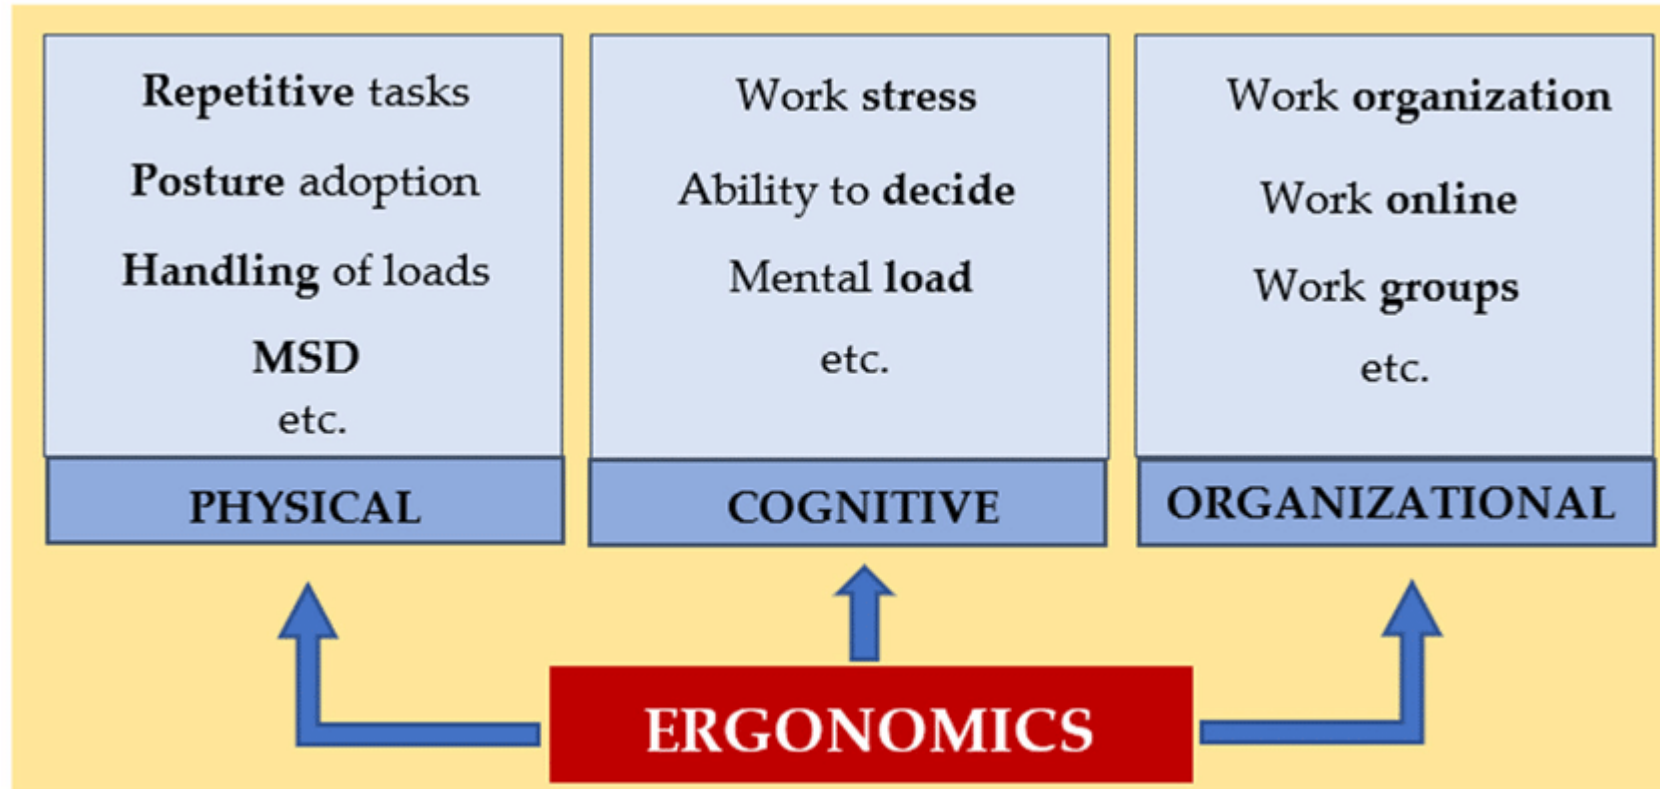 Repetitive tasks
Posture adoption
Handling of loads
MSD
etc.
PHYSICAL
Work stress
Ability to decide
Mental load
etc.
COGNITIVE
Work organization
Work online
Work groups
etc.
ORGANIZATIONAL
ERGONOMICS